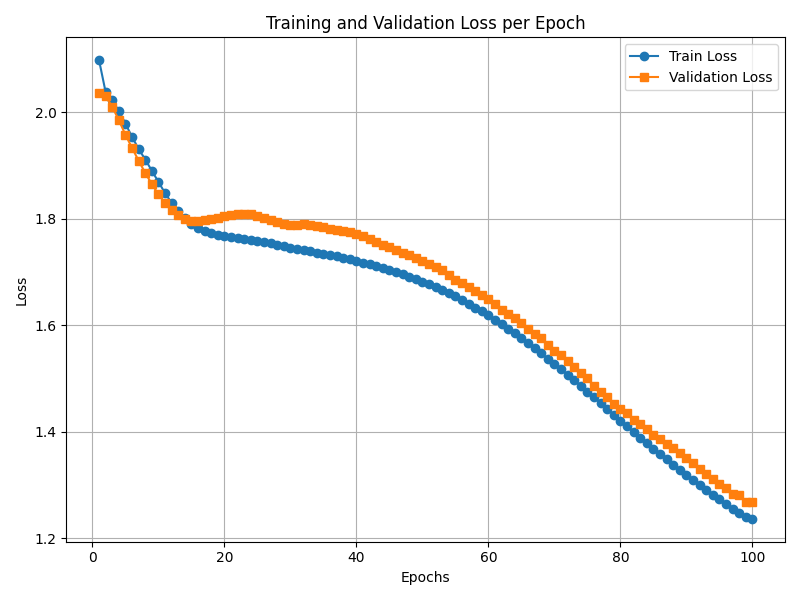 Training and Validation Loss per Epoch
Train Loss
Validation Loss
2.0
1.8
1.6
1.4
1.2
Loss
0 20 40 60 80 100
Epochs